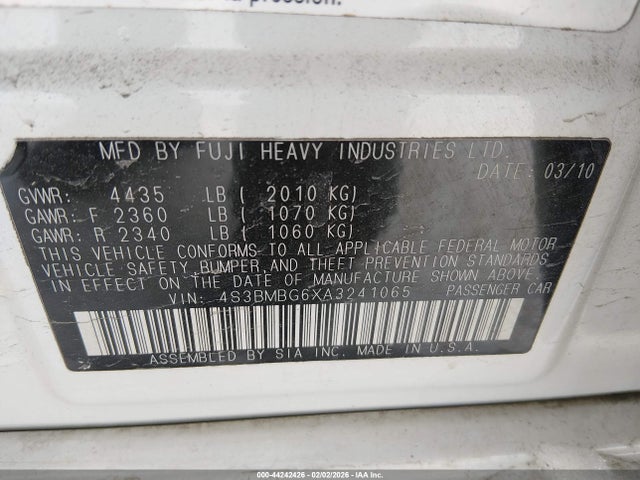 pression.
MFD BY FUJI HEAVY INDUSTRIES LTD.
DATE: 03/10
GVWR: 4435 LB ( 2010 KG)
GAWR: F 2360 LB ( 1070 KG)
GAWR: R 2340 LB ( 1060 KG)
THIS VEHICLE CONFORMS TO ALL APPLICABLE FEDERAL MOTOR
VEHICLE SAFETY, BUMPER, AND THEFT PREVENTION STANDARDS
IN EFFECT ON THE DATE OF MANUFACTURE SHOWN ABOVE.
VIN: 4S3BMBG6XA3241065 PASSENGER CAR
ASSEMBLED BY SIA INC. MADE IN U.S.A.
000-44242426 - 02/02/2026 - IAAI.COM